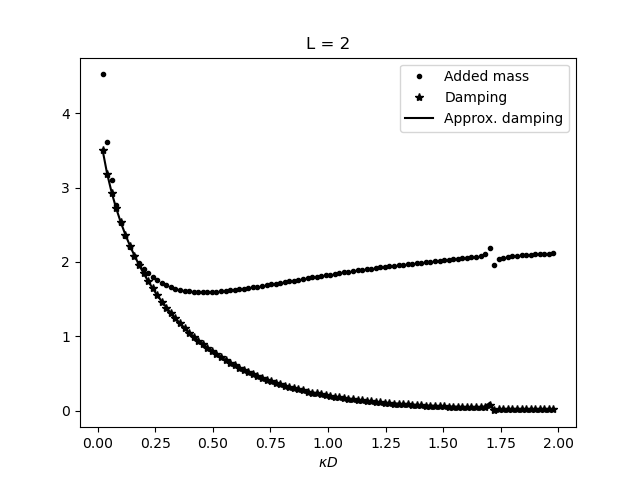 L = 2
Added mass
Damping
Approx. damping
4
3
2
1
0
0.00 0.25 0.50 0.75 1.00 1.25 1.50 1.75 2.00
κD